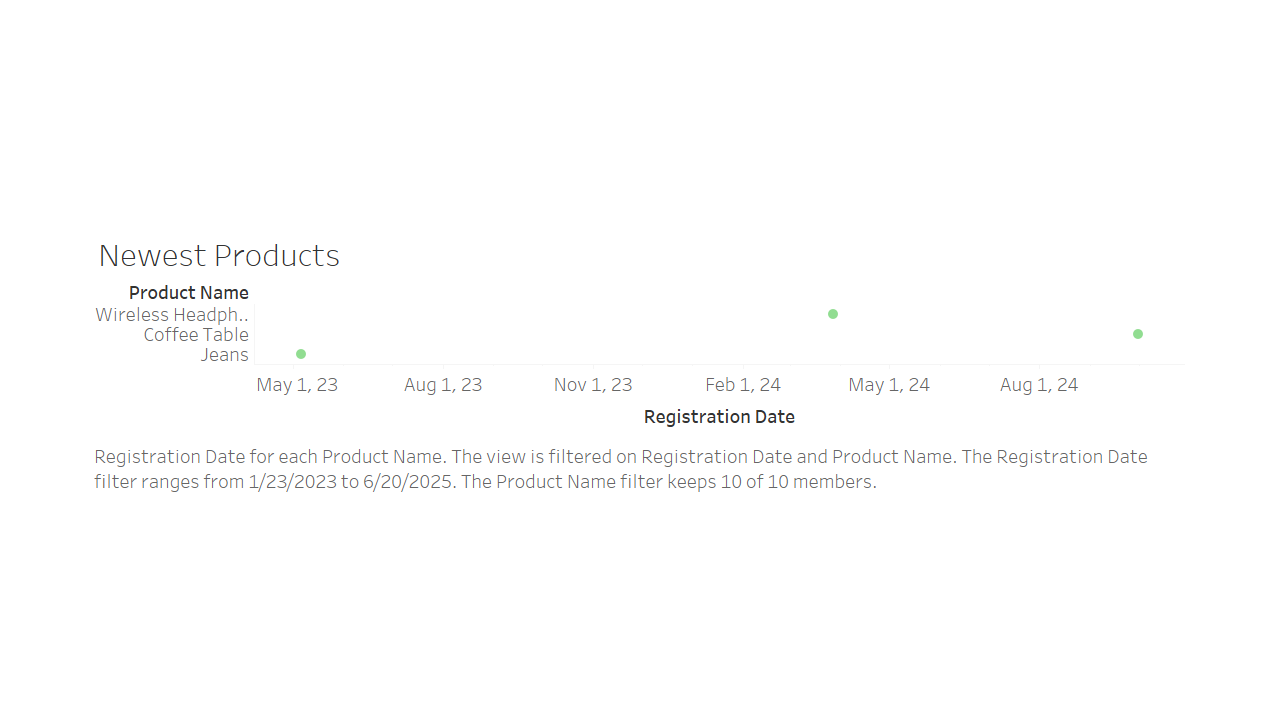 Newest Products
Product Name
Wireless Headph..
Coffee Table
Jeans
May 1, 23 Aug 1, 23 Nov 1, 23 Feb 1, 24 May 1, 24 Aug 1, 24
Registration Date
Registration Date for each Product Name. The view is filtered on Registration Date and Product Name. The Registration Date
filter ranges from 1/23/2023 to 6/20/2025. The Product Name filter keeps 10 of 10 members.